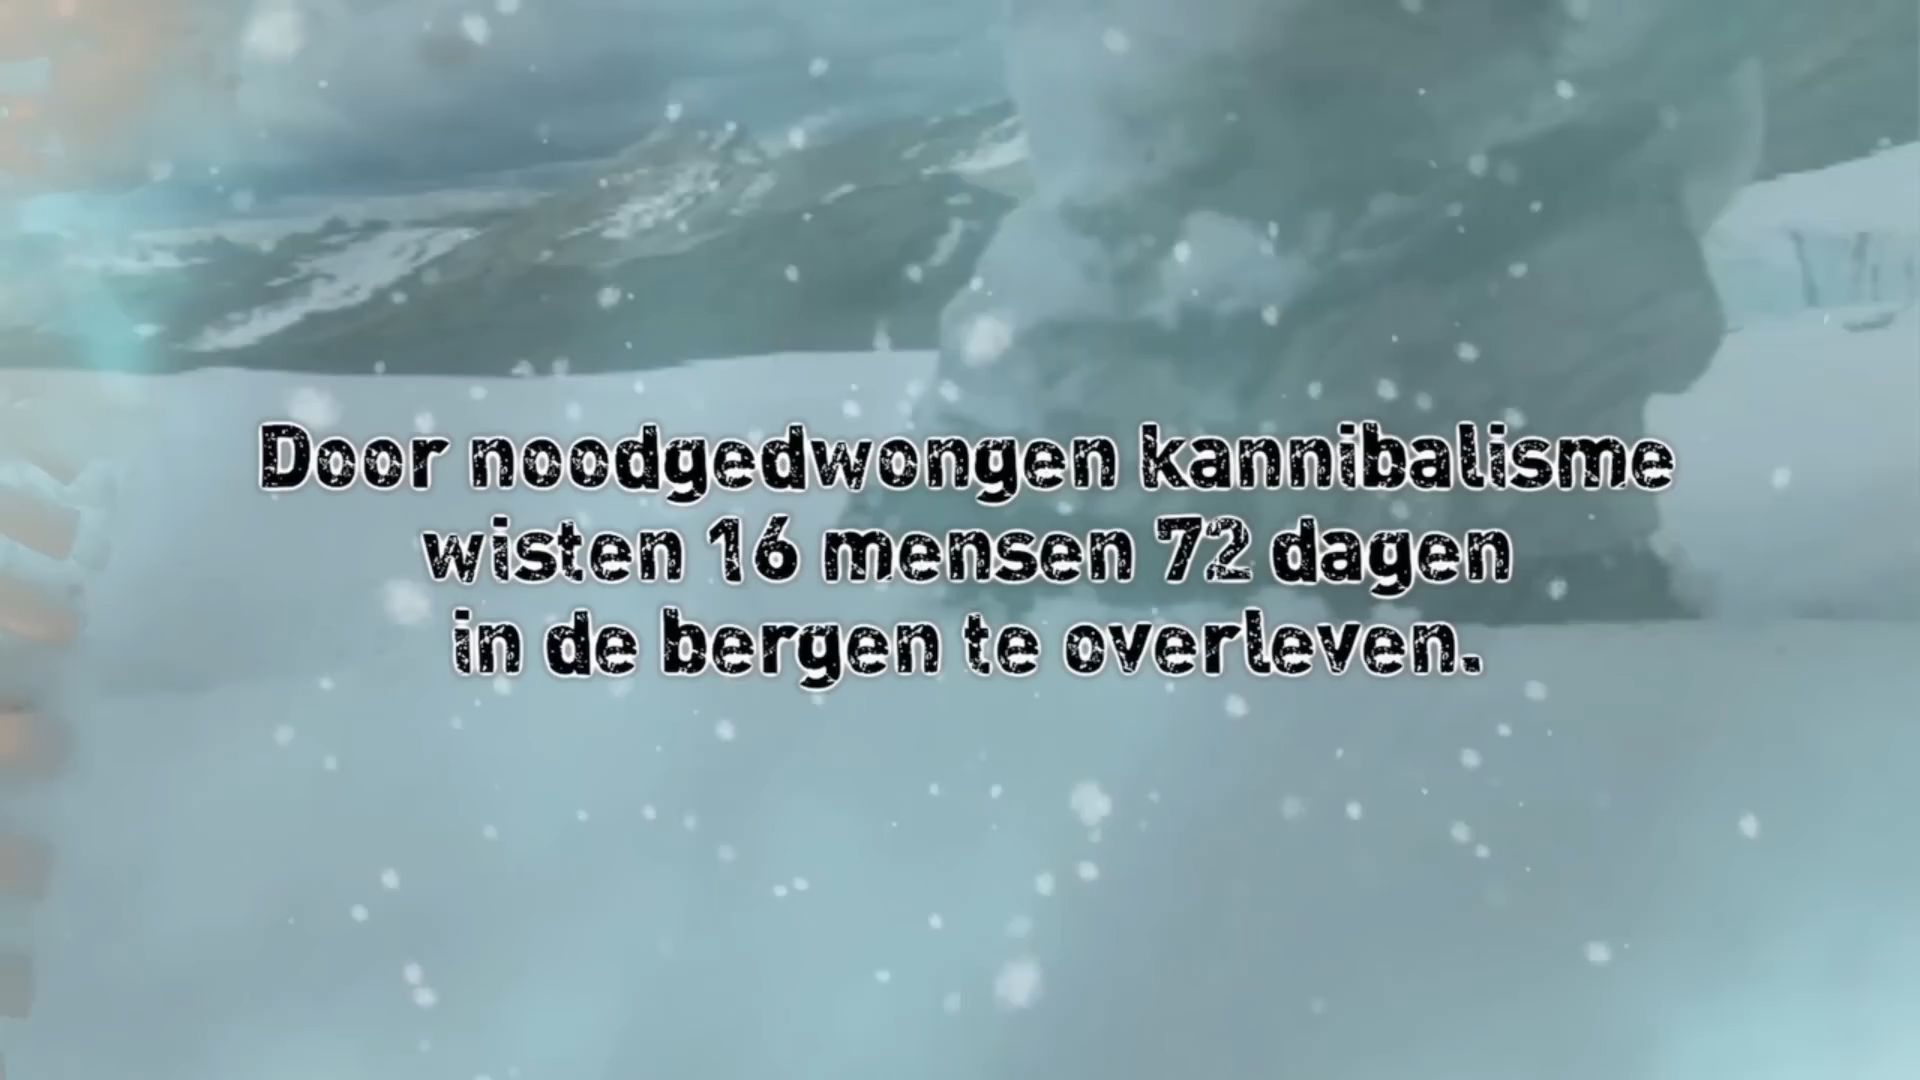 Door noodgedwongen kannibalisme
wisten 16 mensen 72 dagen
in de bergen te overleven.